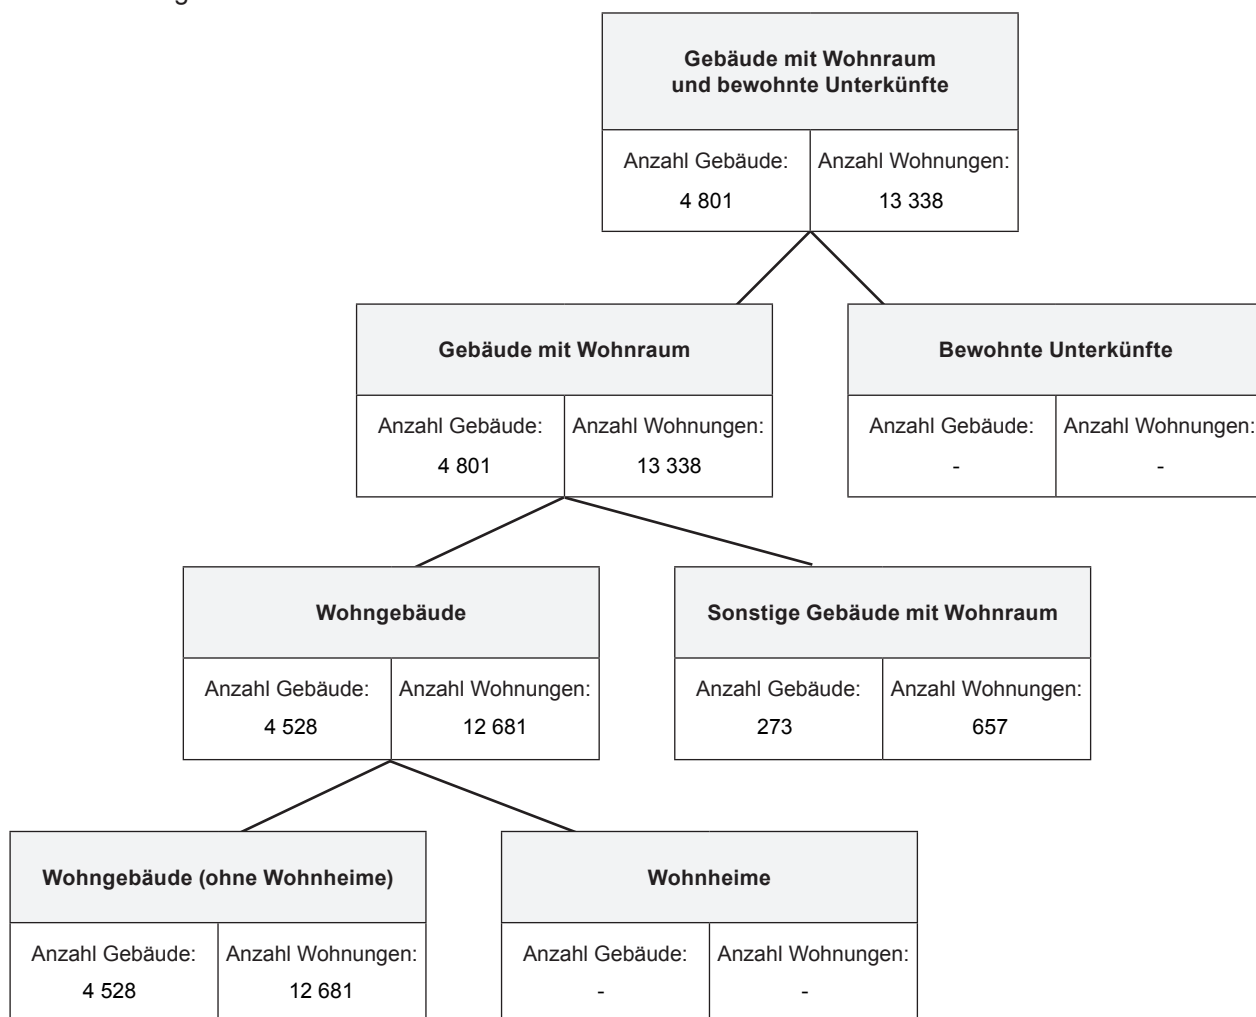 Gebäude mit Wohnraum
und bewohnte Unterkünfte
Anzahl Gebäude: Anzahl Wohnungen:
4 801 13 338
Gebäude mit Wohnraum Bewohnte Unterkünfte
Anzahl Gebäude: Anzahl Wohnungen: Anzahl Gebäude: Anzahl Wohnungen:
4 801 13 338 - -
Wohngebäude Sonstige Gebäude mit Wohnraum
Anzahl Gebäude: Anzahl Wohnungen: Anzahl Gebäude: Anzahl Wohnungen:
4 528 12 681 273 657
Wohngebäude (ohne Wohnheime) Wohnheime
Anzahl Gebäude: Anzahl Wohnungen: Anzahl Gebäude: Anzahl Wohnungen:
4 528 12 681 - -